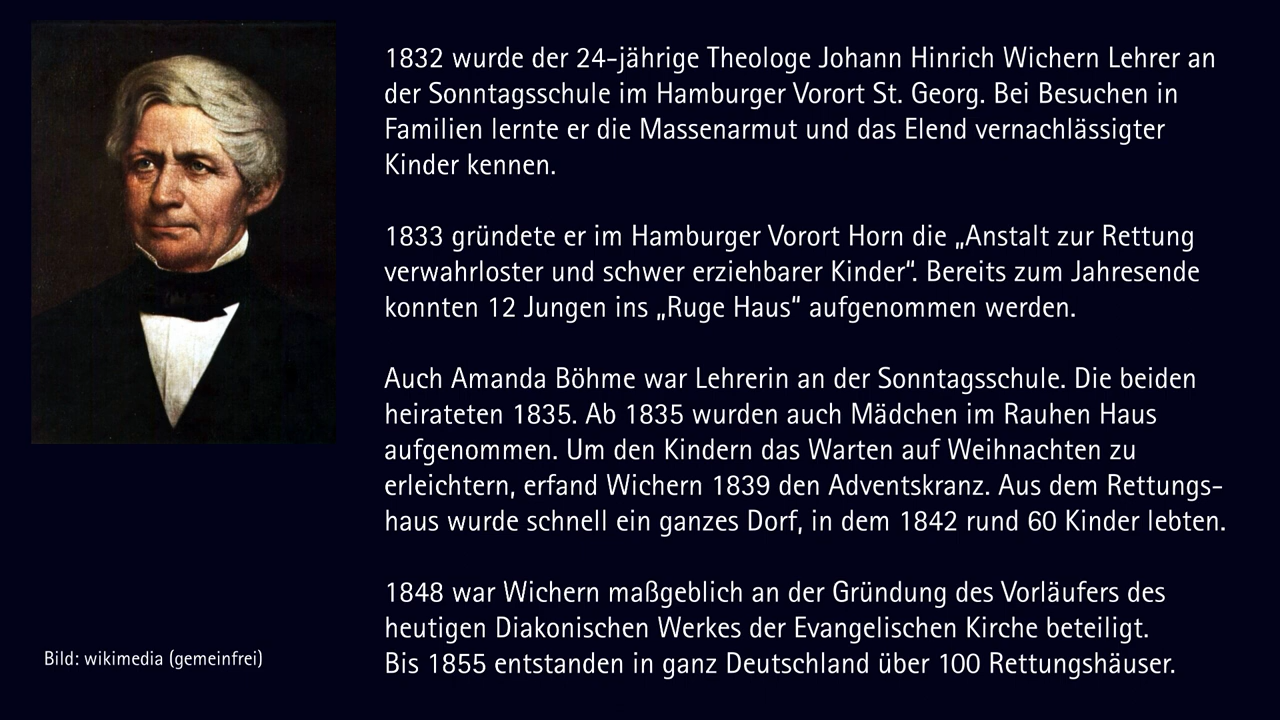 1832 wurde der 24-jährige Theologe Johann Hinrich Wichern Lehrer an
der Sonntagsschule im Hamburger Vorort St. Georg. Bei Besuchen in
Familien lernte er die Massenarmut und das Elend vernachlässigter
Kinder kennen.
1833 gründete er im Hamburger Vorort Horn die „Anstalt zur Rettung
verwahrloster und schwer erziehbarer Kinder“. Bereits zum Jahresende
konnten 12 Jungen ins „Ruge Haus“ aufgenommen werden.
Auch Amanda Böhme war Lehrerin an der Sonntagsschule. Die beiden
heirateten 1835. Ab 1835 wurden auch Mädchen im Rauhen Haus
aufgenommen. Um den Kindern das Warten auf Weihnachten zu
erleichtern, erfand Wichern 1839 den Adventskranz. Aus dem Rettungs-
haus wurde schnell ein ganzes Dorf, in dem 1842 rund 60 Kinder lebten.
1848 war Wichern maßgeblich an der Gründung des Vorläufers des
heutigen Diakonischen Werkes der Evangelischen Kirche beteiligt.
Bis 1855 entstanden in ganz Deutschland über 100 Rettungshäuser.
Bild: wikimedia (gemeinfrei)